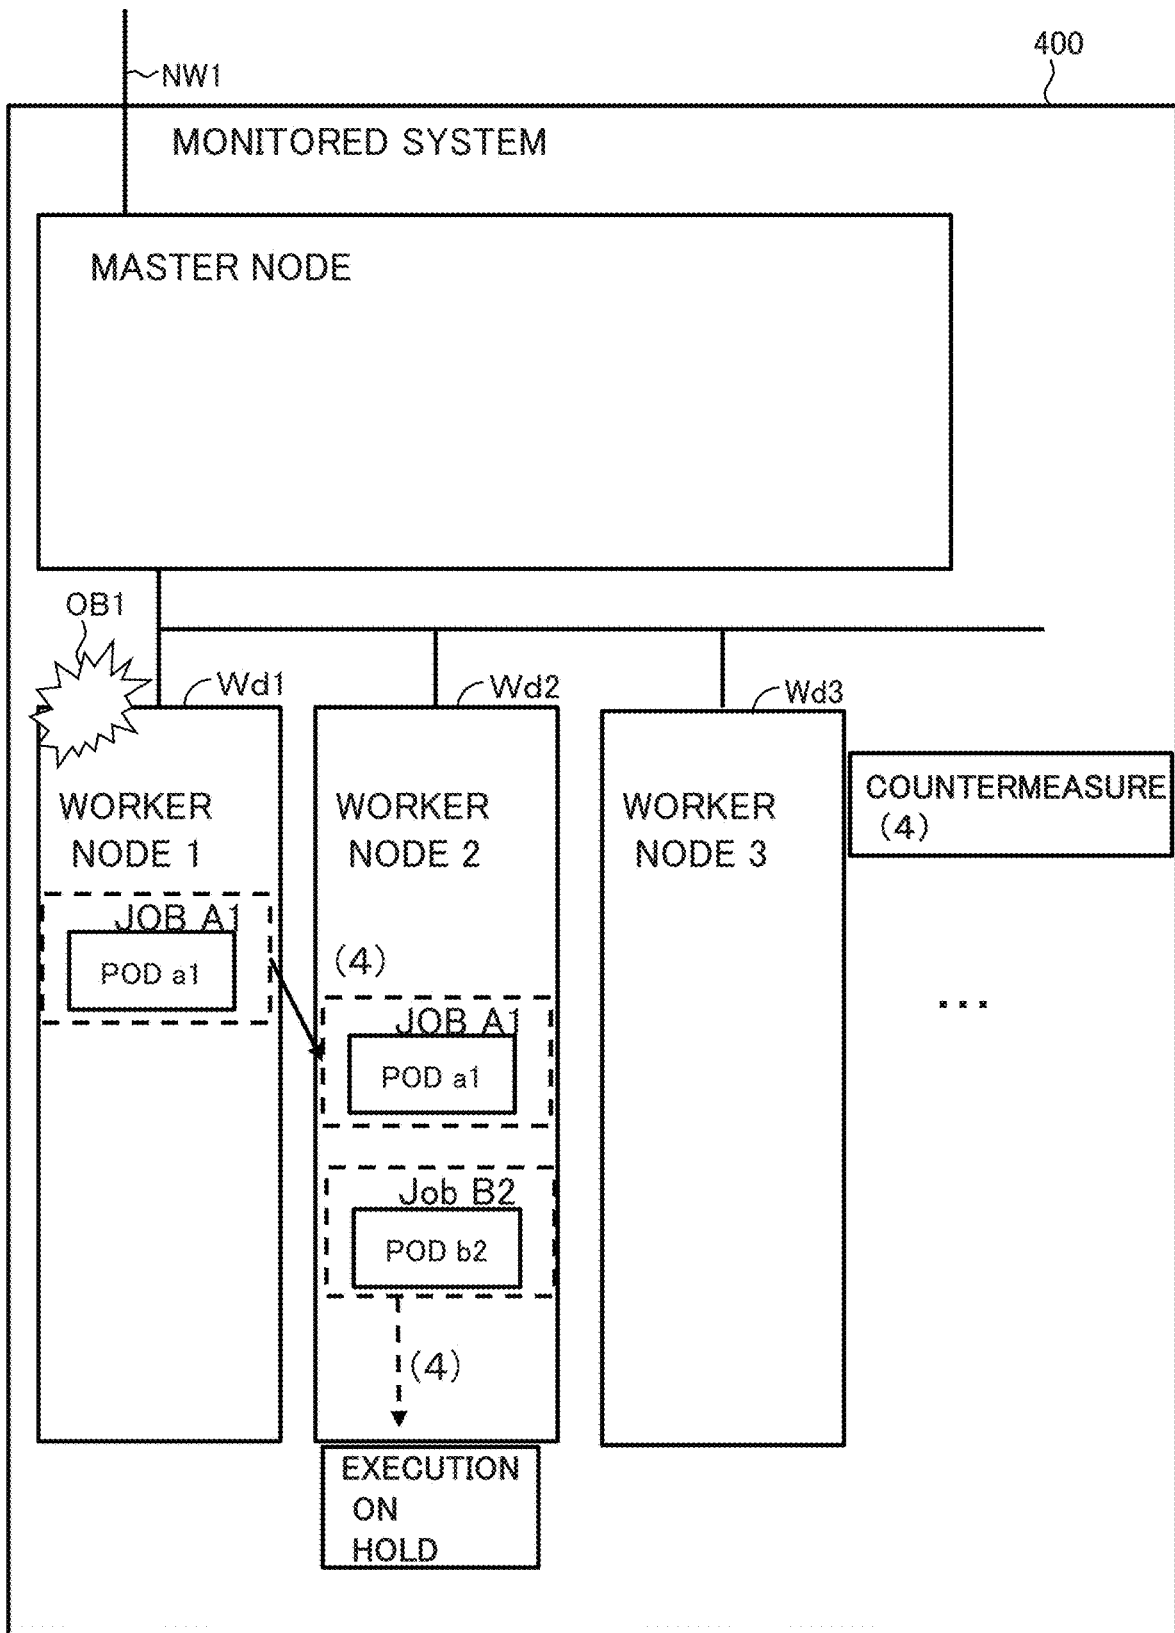 400
NW1
MONITORED SYSTEM
MASTER NODE
OB1
Wd1
Wd2
Wd3
WORKER
NODE 1
WORKER
NODE 2
WORKER
NODE 3
COUNTERMEASURE
(4)
JOB A1
POD a1
(4)
JOB A1
POD a1
...
Job B2
POD b2
(4)
EXECUTION
ON
HOLD